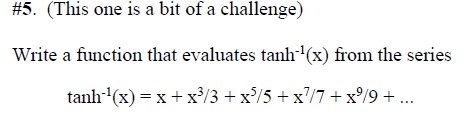 #5.  (This one is a bit of a challenge)
Write a function that evaluates tanh⁻¹(x) from the series
tanh⁻¹(x) = x + x³/3 + x⁵/5 + x⁷/7 + x⁹/9 + ...